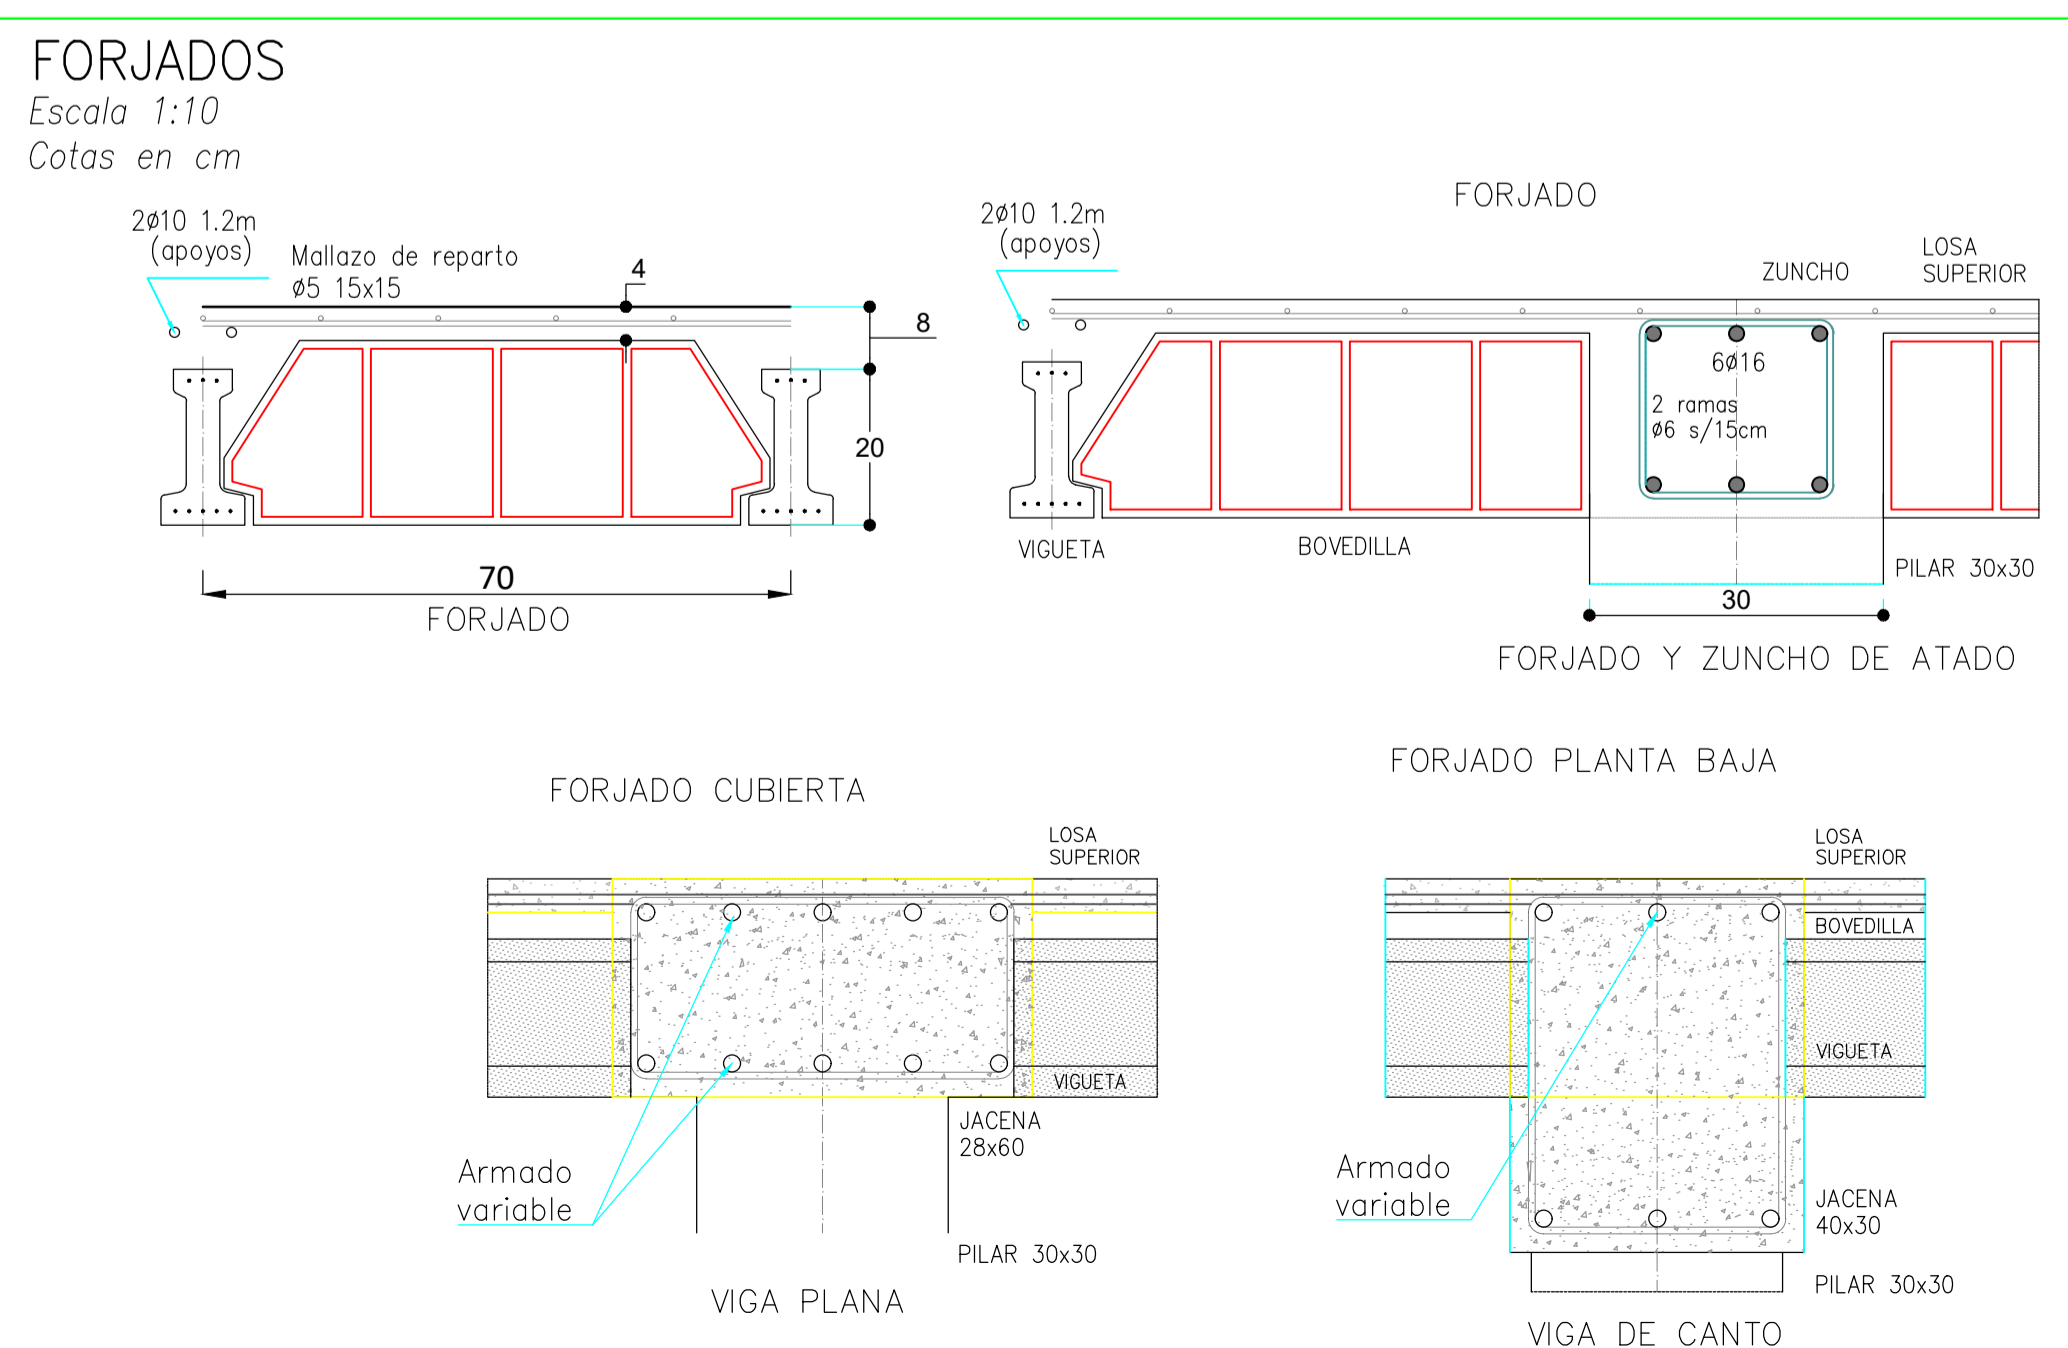 FORJADOS
Escala 1:10
Cotas en cm
2ø10 1.2m
(apoyos)
Mallazo de reparto
ø5 15x15
4
8
20
70
FORJADO
FORJADO
2ø10 1.2m
(apoyos)
ZUNCHO
LOSA
SUPERIOR
6ø16
2 ramas
ø6 s/15cm
VIGUETA
BOVEDILLA
PILAR 30x30
30
FORJADO Y ZUNCHO DE ATADO
FORJADO CUBIERTA
LOSA
SUPERIOR
VIGUETA
JACENA
28x60
Armado
variable
PILAR 30x30
VIGA PLANA
FORJADO PLANTA BAJA
LOSA
SUPERIOR
BOVEDILLA
VIGUETA
Armado
variable
JACENA
40x30
PILAR 30x30
VIGA DE CANTO